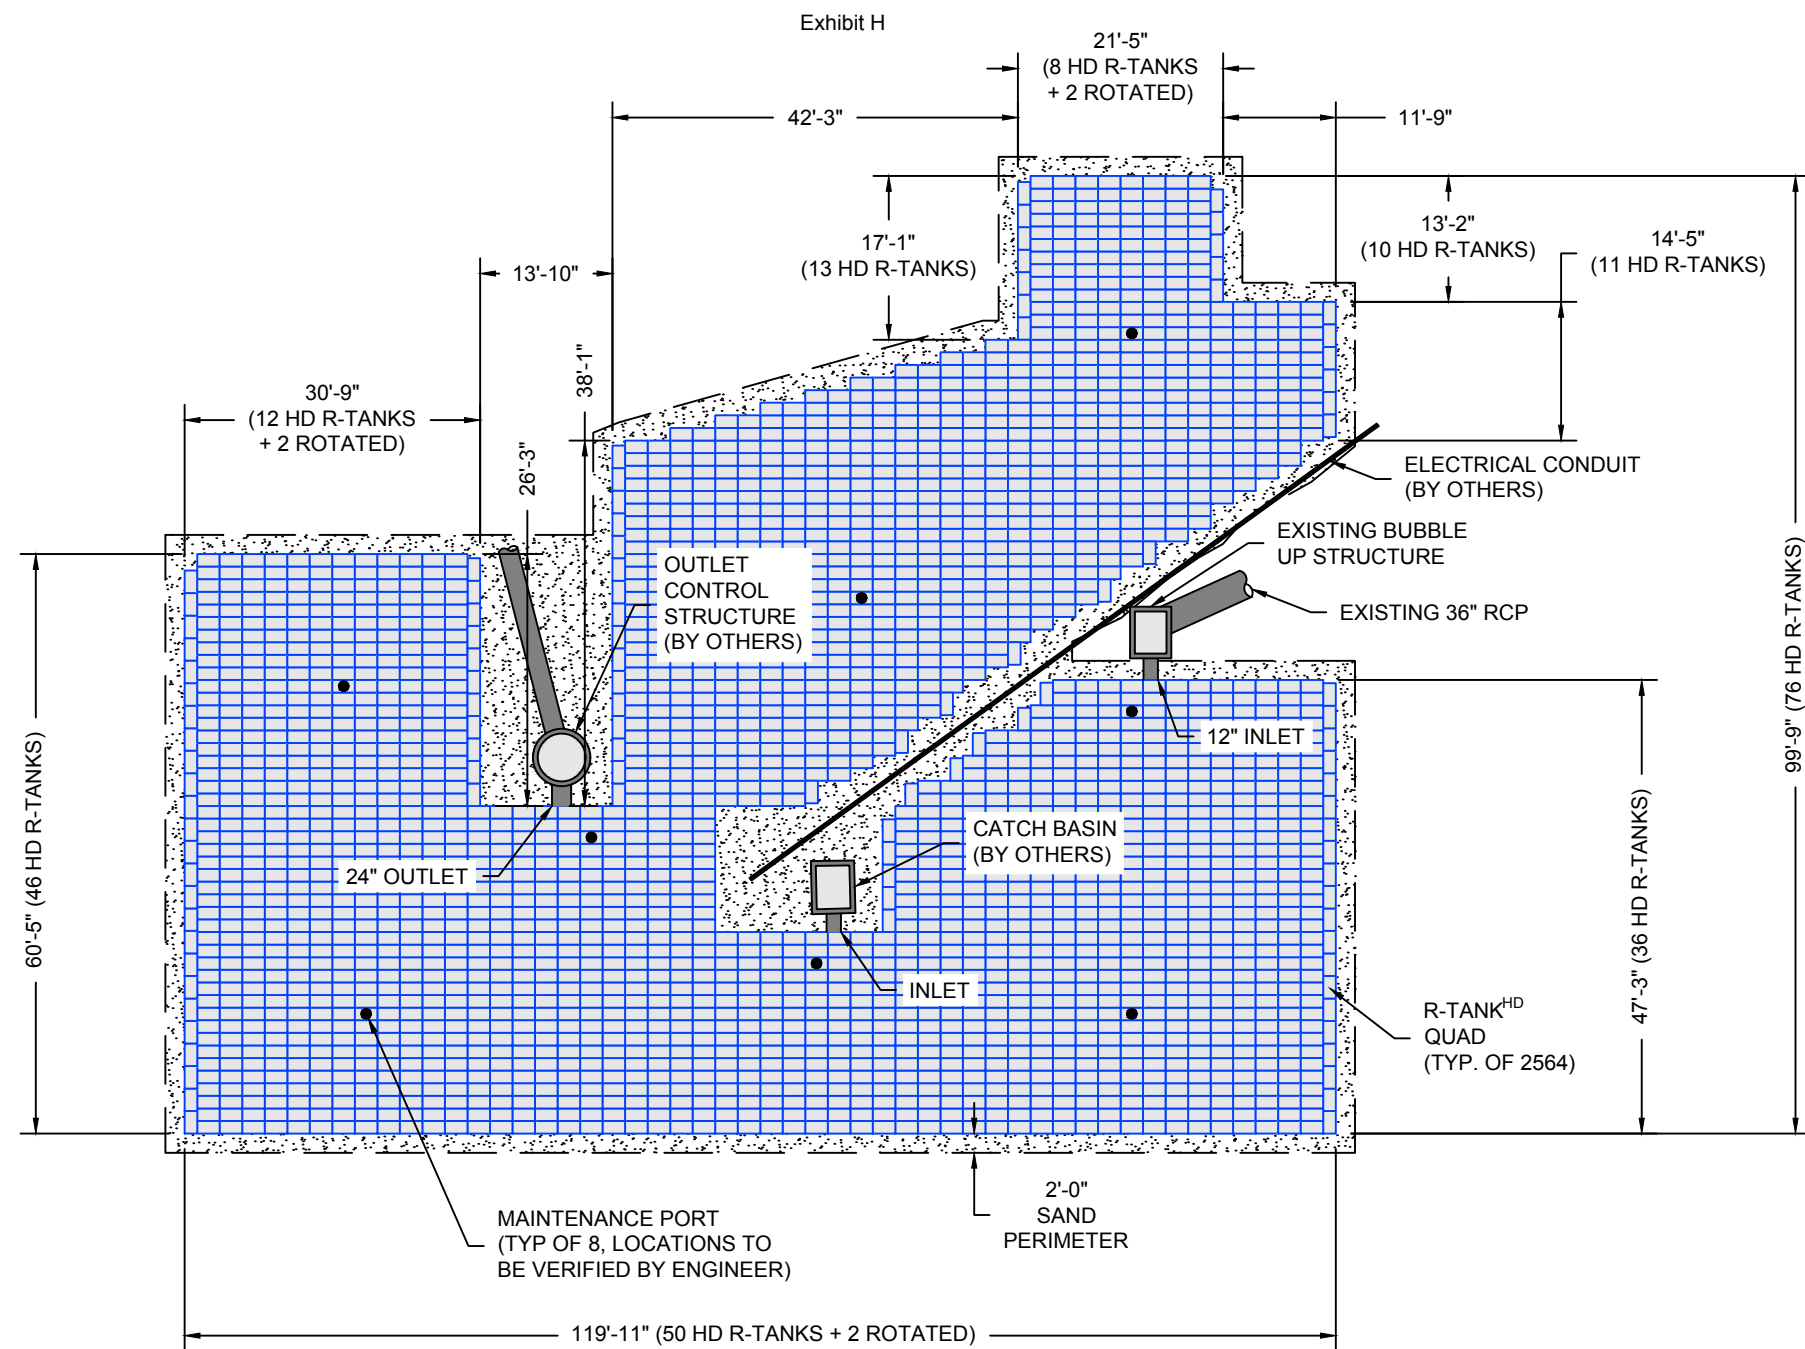 Exhibit H
21'-5"
(8 HD R-TANKS
+ 2 ROTATED)
42'-3"
11'-9"
17'-1"
(13 HD R-TANKS)
13'-2"
(10 HD R-TANKS)
14'-5"
(11 HD R-TANKS)
13'-10"
38'-1"
30'-9"
(12 HD R-TANKS
+ 2 ROTATED)
26'-3"
ELECTRICAL CONDUIT
(BY OTHERS)
EXISTING BUBBLE
UP STRUCTURE
OUTLET
CONTROL
STRUCTURE
(BY OTHERS)
EXISTING 36" RCP
99'-9" (76 HD R-TANKS)
12" INLET
60'-5" (46 HD R-TANKS)
CATCH BASIN
(BY OTHERS)
24" OUTLET
47'-3" (36 HD R-TANKS)
INLET
R-TANKHD
QUAD
(TYP. OF 2564)
2'-0"
SAND
PERIMETER
MAINTENANCE PORT
(TYP OF 8, LOCATIONS TO
BE VERIFIED BY ENGINEER)
119'-11" (50 HD R-TANKS + 2 ROTATED)